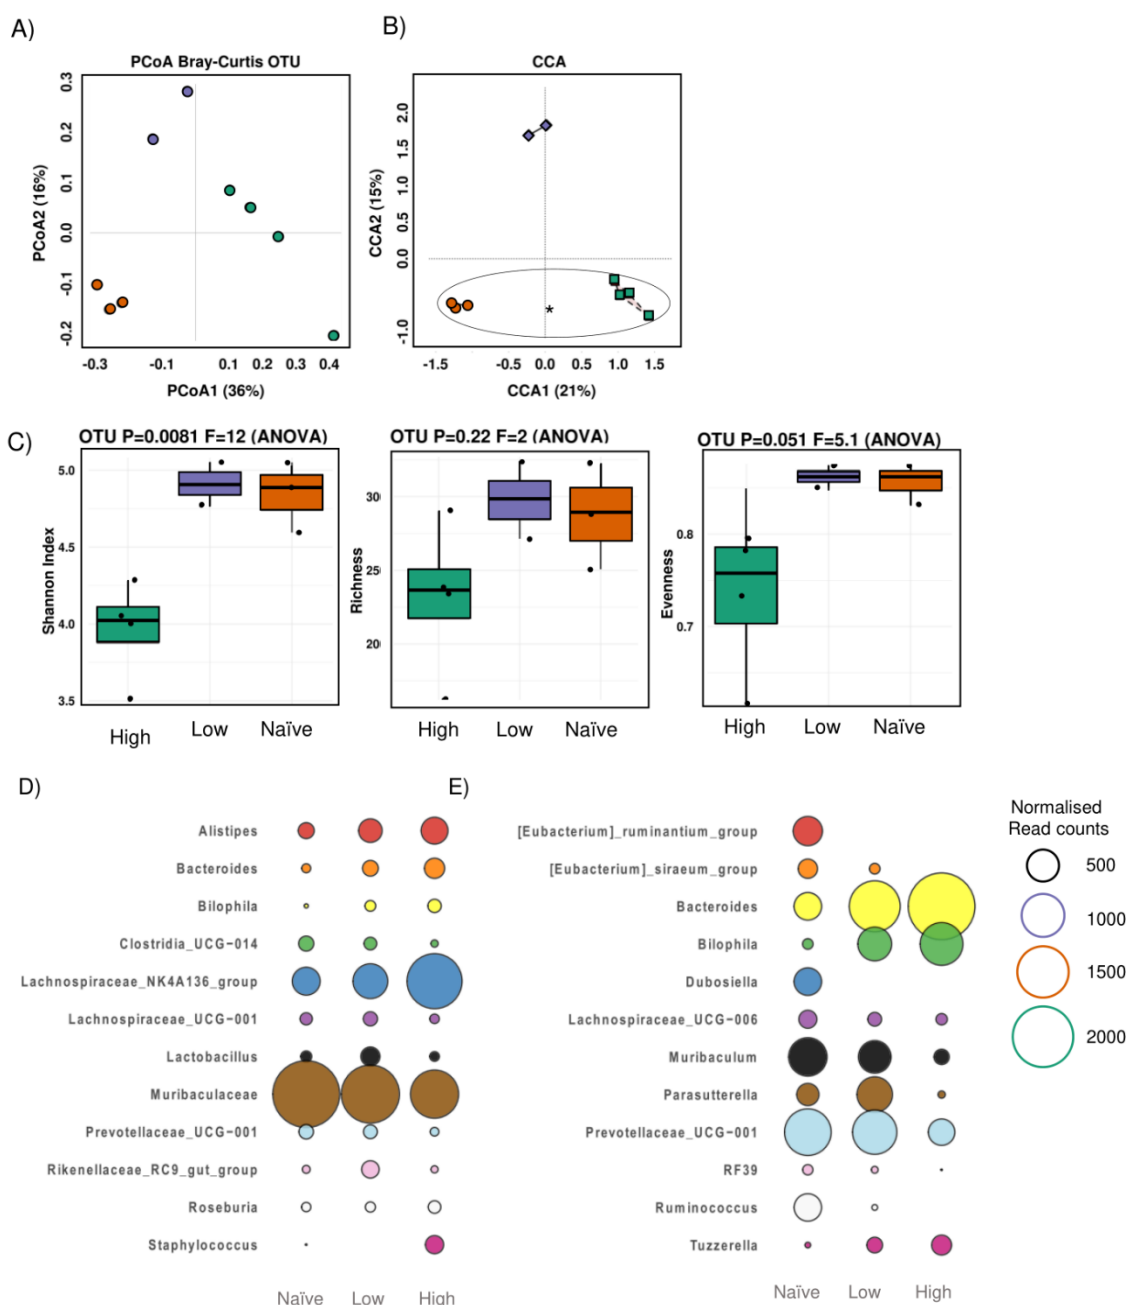 A)
B)
PCoA Bray-Curtis OTU
CCA
PCoA2 (16%)
0.3
0.2
0.1
0.0
-0.1
-0.2
-0.3 -0.1 0.1 0.2 0.3 0.4
PCoA1 (36%)
CCA2 (15%)
2.0
1.5
1.0
0.5
0.0
-1.0
*
-1.5 -0.5 0.0 0.5 1.0 1.5
CCA1 (21%)
C)
OTU P=0.0081 F=12 (ANOVA)
Shannon Index
5.0
4.5
4.0
3.5
High Low Naïve
OTU P=0.22 F=2 (ANOVA)
Richness
High Low Naïve
OTU P=0.051 F=5.1 (ANOVA)
Evenness
0.8
0.7
High Low Naïve
D)
Alistipes
Bacteroides
Bilophila
Clostridia_UCG-014
Lachnospiraceae_NK4A136_group
Lachnospiraceae_UCG-001
Lactobacillus
Muribaculaceae
Prevotellaceae_UCG-001
Rikenellaceae_RC9_gut_group
Roseburia
Staphylococcus
Naïve Low High
E)
[Eubacterium]_ruminantium_group
[Eubacterium]_siraeum_group
Bacteroides
Bilophila
Dubosiella
Lachnospiraceae_UCG-006
Muribaculum
Parasutterella
Prevotellaceae_UCG-001
RF39
Ruminococcus
Tuzzerella
Naïve Low High
Normalised
Read counts
500
1000
1500
2000